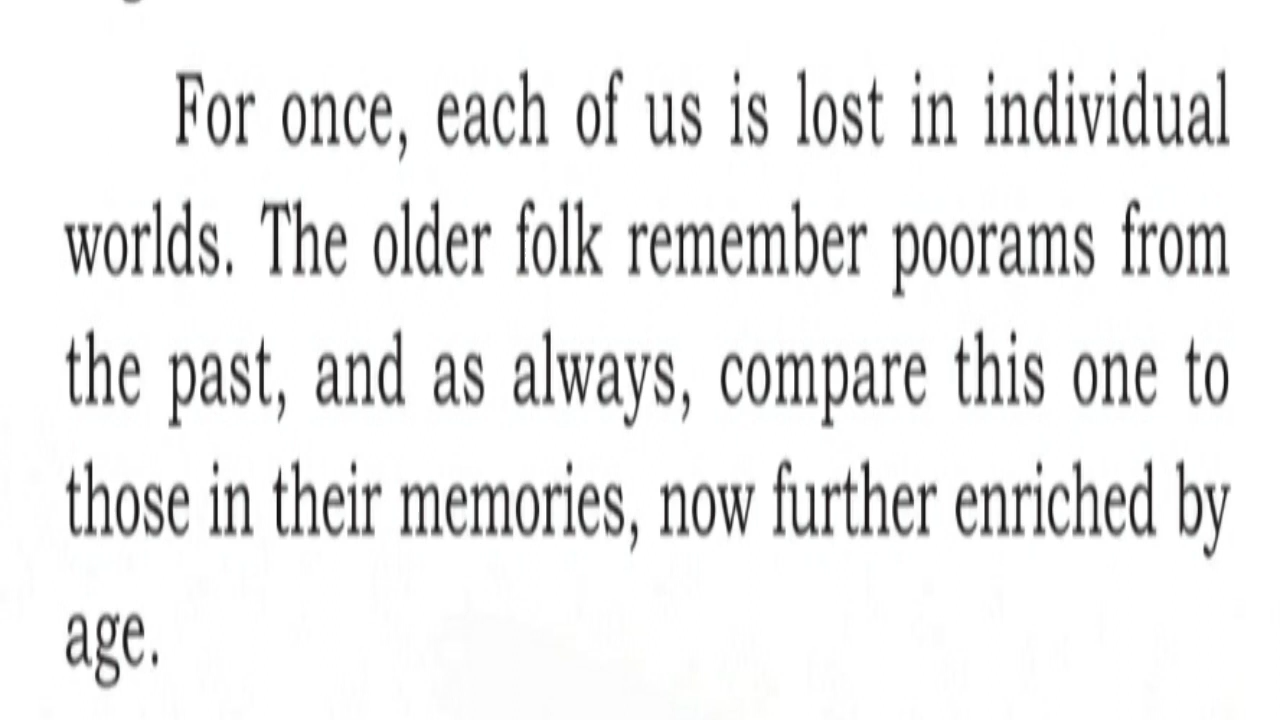 For once, each of us is lost in individual
worlds. The older folk remember poorams from
the past, and as always, compare this one to
those in their memories, now further enriched by
age.